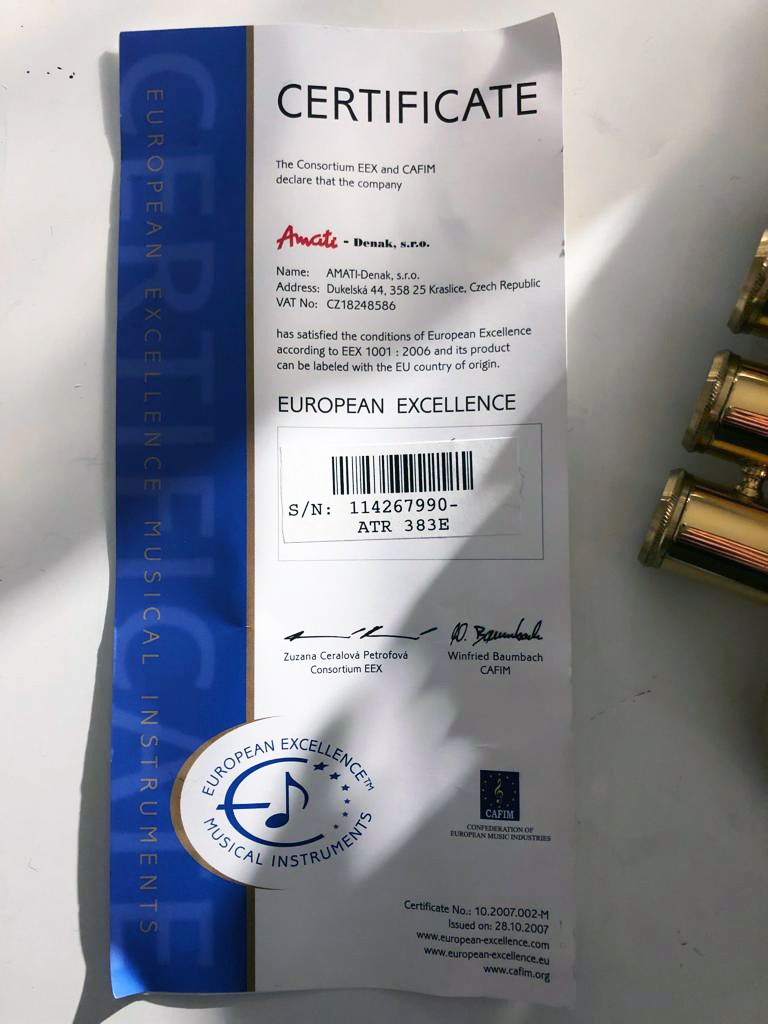 CERTIFICATE
EUROPEAN EXCELLENCE MUSICAL INSTRUMENTS
CERTIFICATE
The Consortium EEX and CAFIM
declare that the company
Amati - Denak, s.r.o.
Name: AMATI-Denak, s.r.o.
Address: Dukelská 44, 358 25 Kraslice, Czech Republic
VAT No: CZ18248586
has satisfied the conditions of European Excellence
according to EEX 1001 : 2006 and its product
can be labeled with the EU country of origin.
EUROPEAN EXCELLENCE
S/N: 114267990-
ATR 383E
Zuzana Ceralová Petrofová
Consortium EEX
W. Baumbach
Winfried Baumbach
CAFIM
EUROPEAN EXCELLENCE™
MUSICAL INSTRUMENTS
CAFIM
CONFEDERATION OF
EUROPEAN MUSIC INDUSTRIES
Certificate No.: 10.2007.002-M
Issued on: 28.10.2007
www.european-excellence.com
www.european-excellence.eu
www.cafim.org